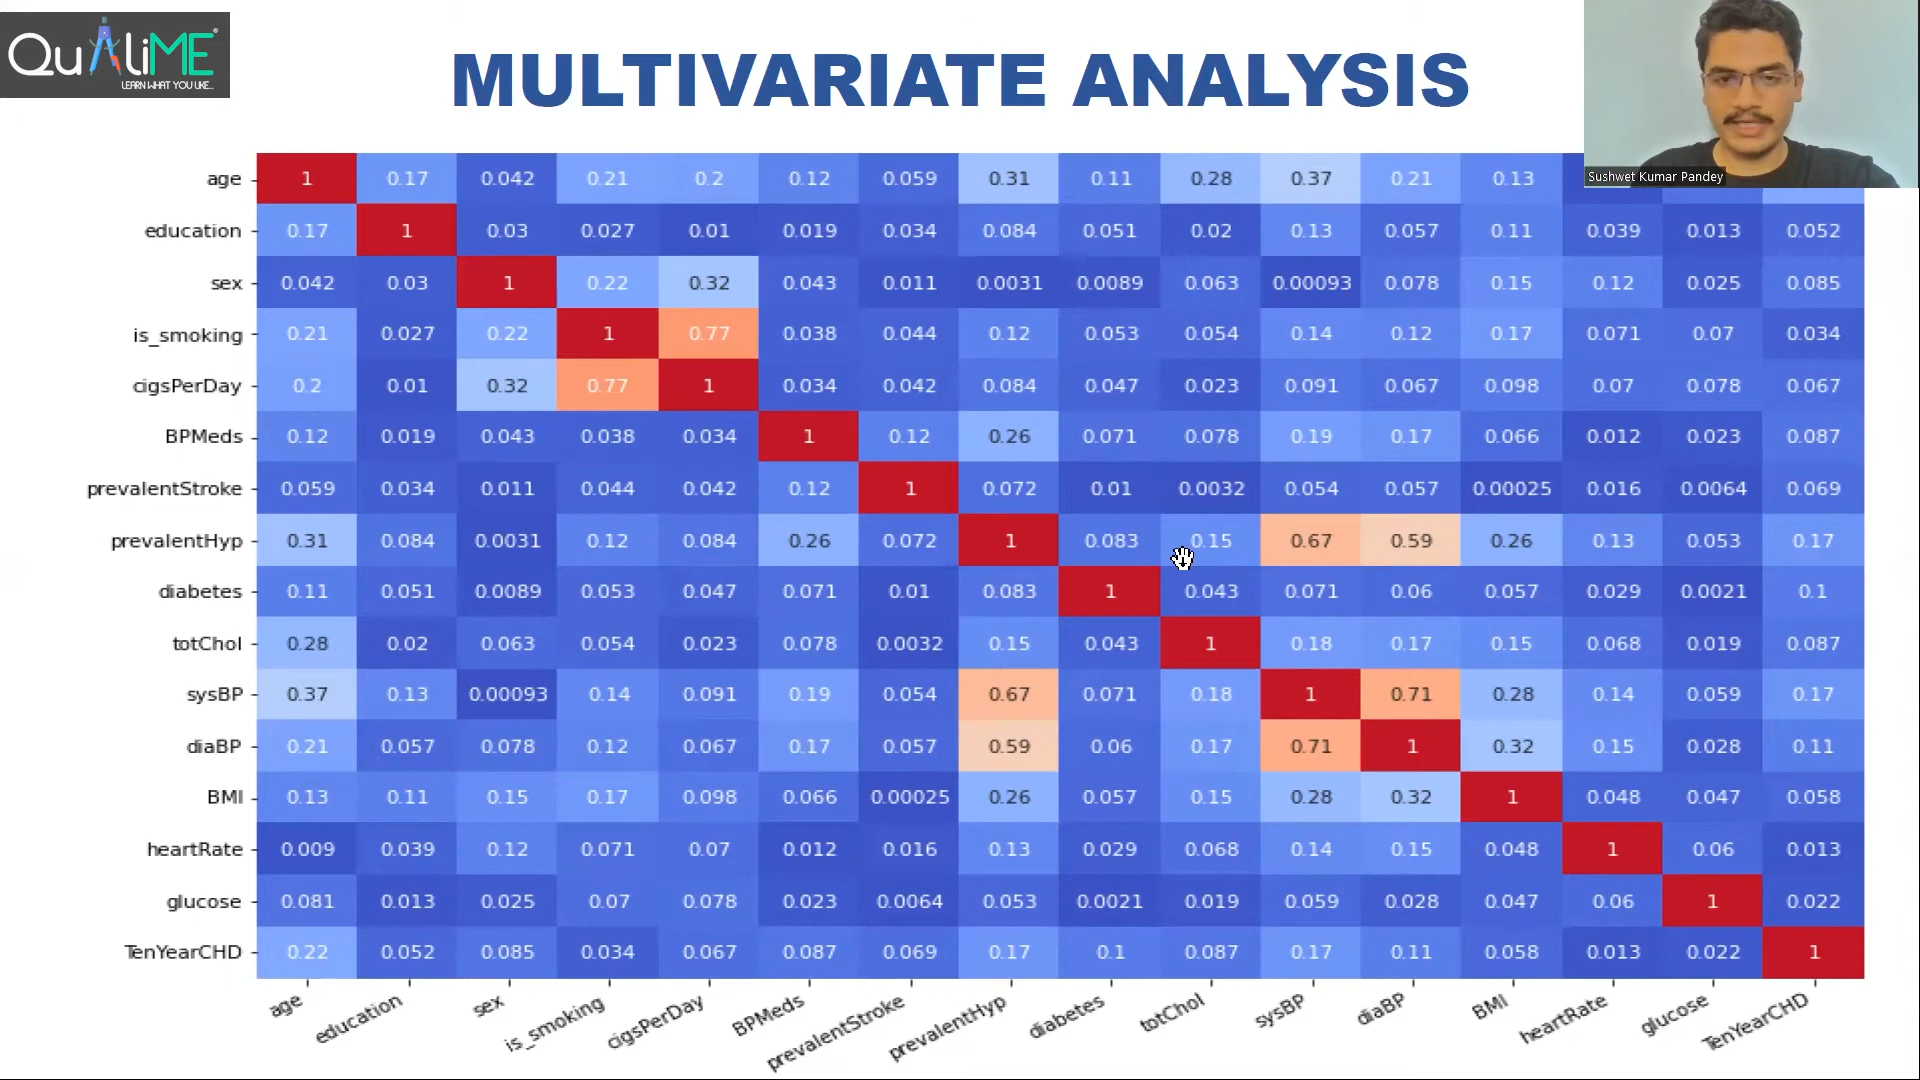 QuALiME
LEARN WHAT YOU LIKE...
MULTIVARIATE ANALYSIS
Sushwet Kumar Pandey
age 1 0.17 0.042 0.21 0.2 0.12 0.059 0.31 0.11 0.28 0.37 0.21 0.13
education 0.17 1 0.03 0.027 0.01 0.019 0.034 0.084 0.051 0.02 0.13 0.057 0.11 0.039 0.013 0.052
sex 0.042 0.03 1 0.22 0.32 0.043 0.011 0.0031 0.0089 0.063 0.00093 0.078 0.15 0.12 0.025 0.085
is_smoking 0.21 0.027 0.22 1 0.77 0.038 0.044 0.12 0.053 0.054 0.14 0.12 0.17 0.071 0.07 0.034
cigsPerDay 0.2 0.01 0.32 0.77 1 0.034 0.042 0.084 0.047 0.023 0.091 0.067 0.098 0.07 0.078 0.067
BPMeds 0.12 0.019 0.043 0.038 0.034 1 0.12 0.26 0.071 0.078 0.19 0.17 0.066 0.012 0.023 0.087
prevalentStroke 0.059 0.034 0.011 0.044 0.042 0.12 1 0.072 0.01 0.0032 0.054 0.057 0.00025 0.016 0.0064 0.069
prevalentHyp 0.31 0.084 0.0031 0.12 0.084 0.26 0.072 1 0.083 0.15 0.67 0.59 0.26 0.13 0.053 0.17
diabetes 0.11 0.051 0.0089 0.053 0.047 0.071 0.01 0.083 1 0.043 0.071 0.06 0.057 0.029 0.0021 0.1
totChol 0.28 0.02 0.063 0.054 0.023 0.078 0.0032 0.15 0.043 1 0.18 0.17 0.15 0.068 0.019 0.087
sysBP 0.37 0.13 0.00093 0.14 0.091 0.19 0.054 0.67 0.071 0.18 1 0.71 0.28 0.14 0.059 0.17
diaBP 0.21 0.057 0.078 0.12 0.067 0.17 0.057 0.59 0.06 0.17 0.71 1 0.32 0.15 0.028 0.11
BMI 0.13 0.11 0.15 0.17 0.098 0.066 0.00025 0.26 0.057 0.15 0.28 0.32 1 0.048 0.047 0.058
heartRate 0.009 0.039 0.12 0.071 0.07 0.012 0.016 0.13 0.029 0.068 0.14 0.15 0.048 1 0.06 0.013
glucose 0.081 0.013 0.025 0.07 0.078 0.023 0.0064 0.053 0.0021 0.019 0.059 0.028 0.047 0.06 1 0.022
TenYearCHD 0.22 0.052 0.085 0.034 0.067 0.087 0.069 0.17 0.1 0.087 0.17 0.11 0.058 0.013 0.022 1
age education sex is_smoking cigsPerDay BPMeds prevalentStroke prevalentHyp diabetes totChol sysBP diaBP BMI heartRate glucose TenYearCHD